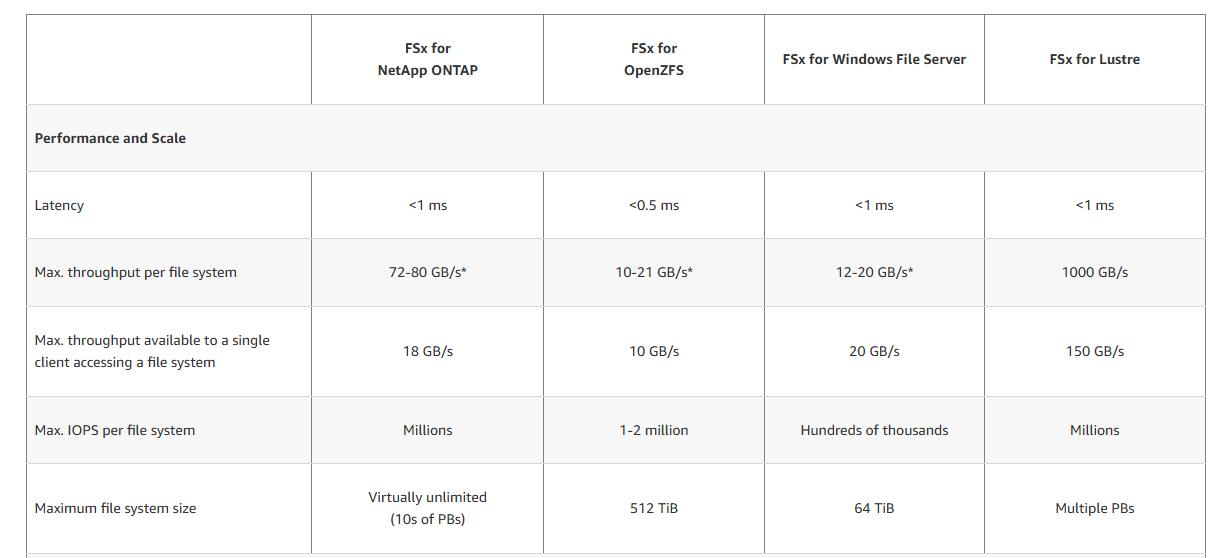 FSx for
NetApp ONTAP
FSx for
OpenZFS
FSx for Windows File Server
FSx for Lustre
Performance and Scale
Latency
<1 ms
<0.5 ms
<1 ms
<1 ms
Max. throughput per file system
72-80 GB/s*
10-21 GB/s*
12-20 GB/s*
1000 GB/s
Max. throughput available to a single
client accessing a file system
18 GB/s
10 GB/s
20 GB/s
150 GB/s
Max. IOPS per file system
Millions
1-2 million
Hundreds of thousands
Millions
Maximum file system size
Virtually unlimited
(10s of PBs)
512 TiB
64 TiB
Multiple PBs